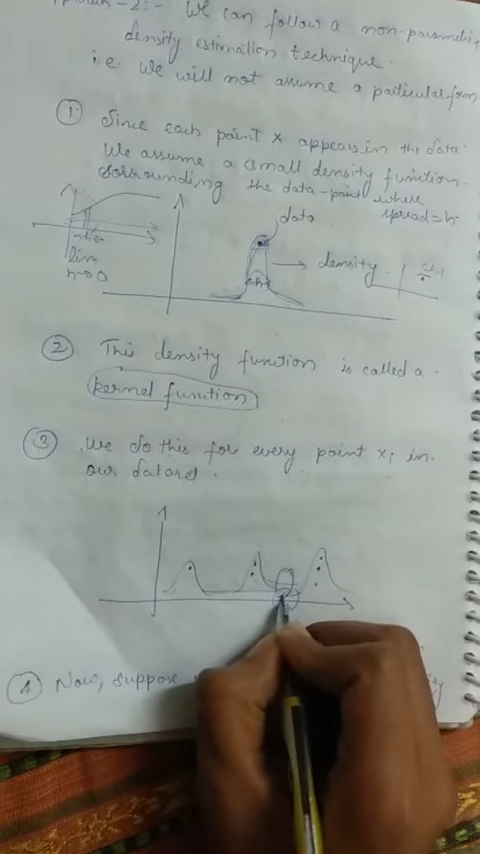 -2:- We can follow a non-parametri
density estimation technique.
i.e. We will not assume a particular form
① Since each point x appears in the data.
We assume a small density function
sorrounding the data-point where
spread = h.
data
density.
h
lim
h→0
② This density function is called a.
kernel function
③ We do this for every point xi in.
our dataset.
④ Now, suppose